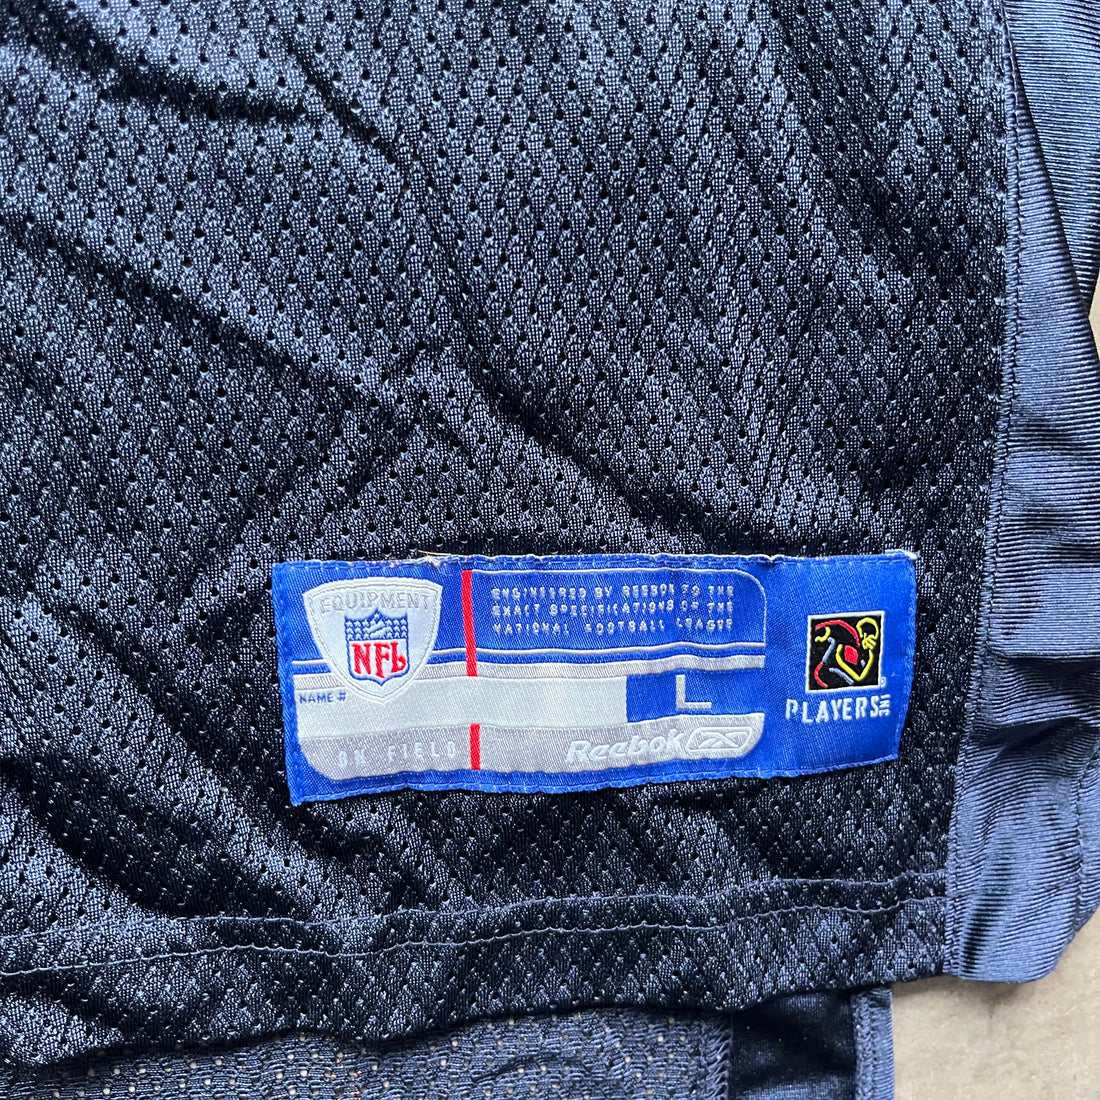 EQUIPMENT
NFL
ENGINEERED BY REEBOK TO THE
EXACT SPECIFICATIONS OF THE
NATIONAL FOOTBALL LEAGUE
NAME #
L
ON FIELD
Reebok
PLAYERS INC